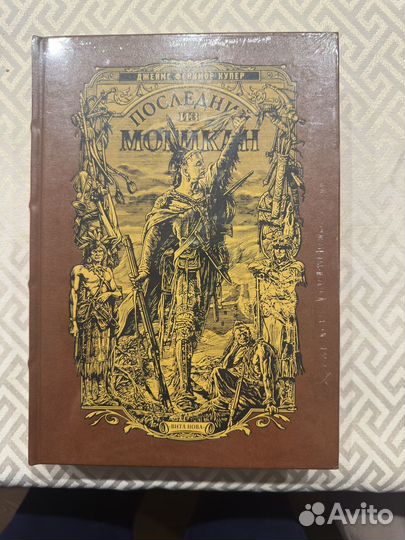 ДЖЕЙМС ФЕНИМОР КУПЕР
ПОСЛЕДНИЙ
ИЗ
МОГИКАН
ВИТА НОВА
Avito